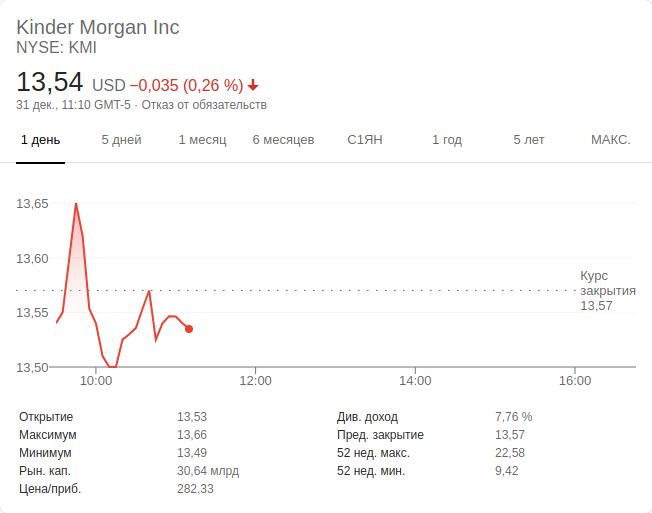 Kinder Morgan Inc
NYSE: KMI
13,54 USD −0,035 (0,26 %)
31 дек., 11:10 GMT-5 · Отказ от обязательств
1 день 5 дней 1 месяц 6 месяцев С1ЯН 1 год 5 лет МАКС.
13,65
13,60
Курс
закрытия
13,57
13,55
13,50
10:00 12:00 14:00 16:00
Открытие 13,53 Див. доход 7,76 %
Максимум 13,66 Пред. закрытие 13,57
Минимум 13,49 52 нед. макс. 22,58
Рын. кап. 30,64 млрд 52 нед. мин. 9,42
Цена/приб. 282,33